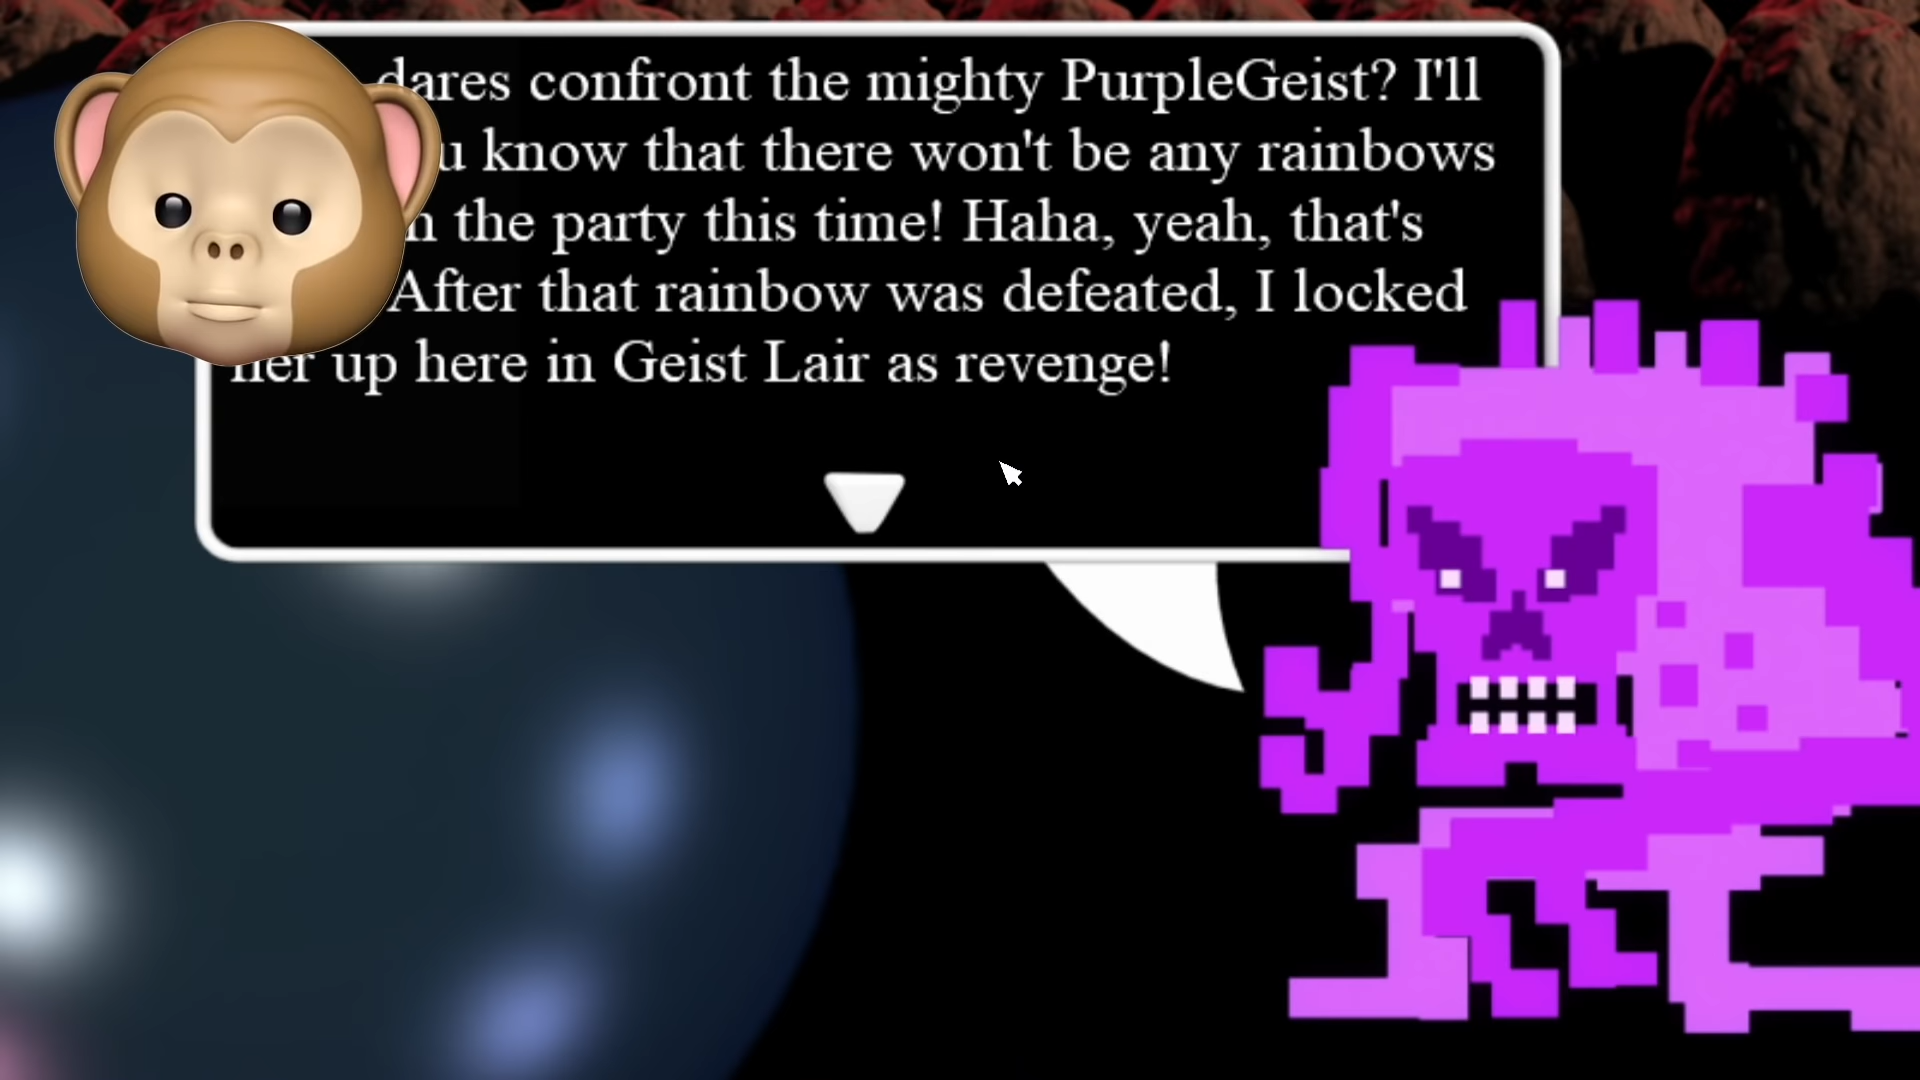 dares confront the mighty PurpleGeist? I'll
know that there won't be any rainbows
the party this time! Haha, yeah, that's
After that rainbow was defeated, I locked
her up here in Geist Lair as revenge!